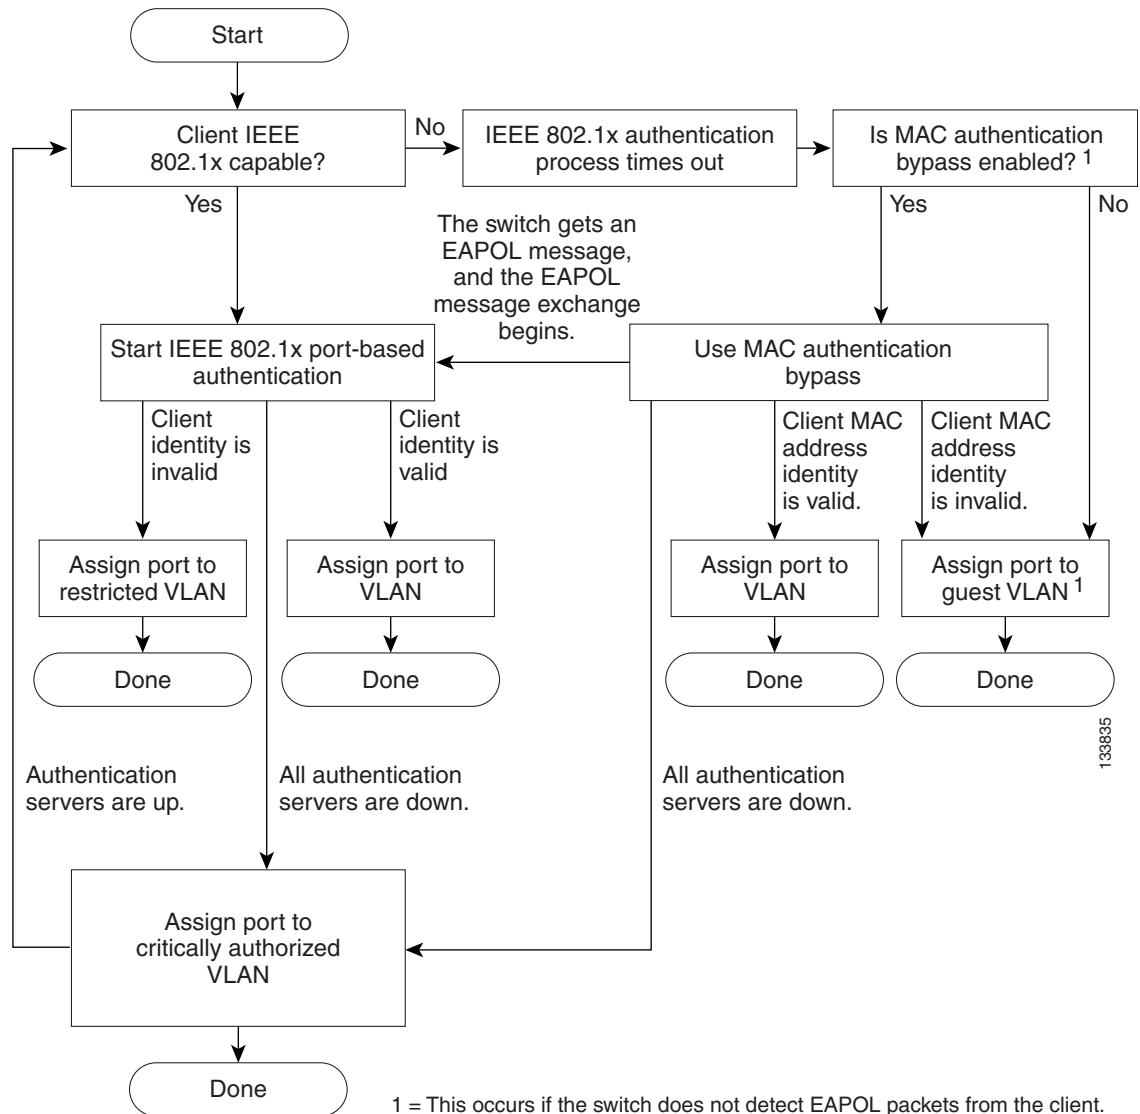 Start
Client IEEE
802.1x capable?
No
IEEE 802.1x authentication
process times out
Is MAC authentication
bypass enabled? 1
Yes
The switch gets an
EAPOL message,
and the EAPOL
message exchange
begins.
Yes
No
Start IEEE 802.1x port-based
authentication
Use MAC authentication
bypass
Client
identity is
invalid
Client
identity is
valid
Client MAC
address
identity
is valid.
Client MAC
address
identity
is invalid.
Assign port to
restricted VLAN
Assign port to
VLAN
Assign port to
VLAN
Assign port to
guest VLAN 1
Done
Done
Done
Done
133835
Authentication
servers are up.
All authentication
servers are down.
All authentication
servers are down.
Assign port to
critically authorized
VLAN
Done
1 = This occurs if the switch does not detect EAPOL packets from the client.